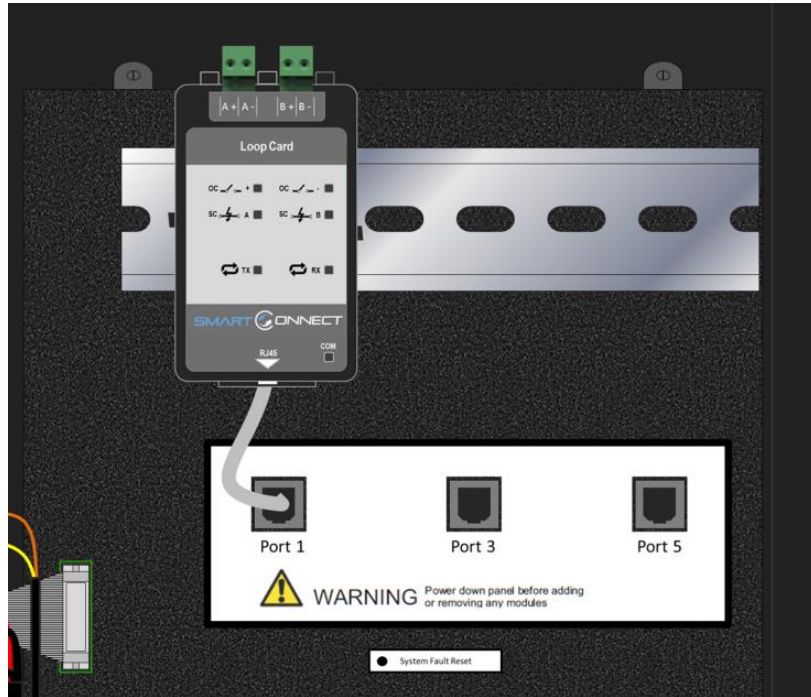 A+ A- B+ B-
Loop Card
OC + OC -
SC A SC B
TX RX
SMART CONNECT
COM
RJ45
Port 1 Port 3 Port 5
WARNING Power down panel before adding
or removing any modules
System Fault Reset